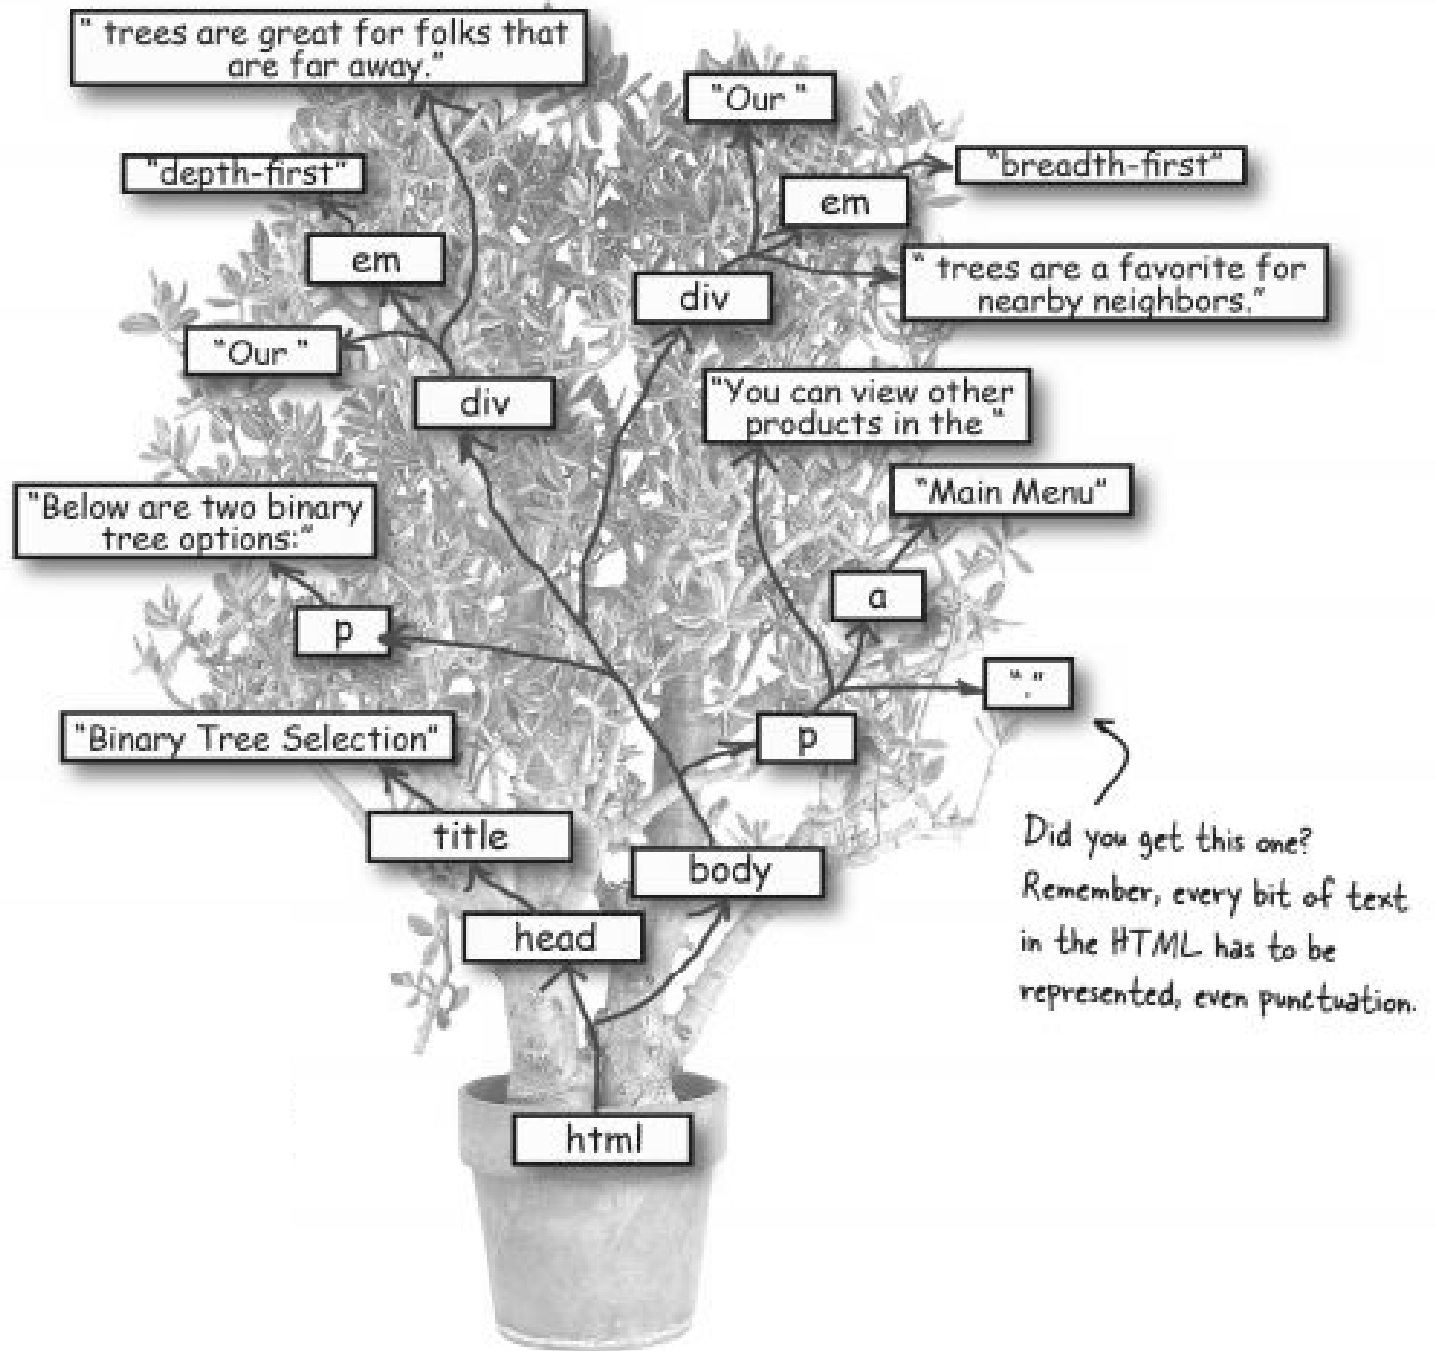 " trees are great for folks that
are far away."
"Our "
"depth-first"
"breadth-first"
em
em
" trees are a favorite for
nearby neighbors."
div
"Our "
div
"You can view other
products in the "
"Main Menu"
"Below are two binary
tree options:"
a
p
"."
"Binary Tree Selection"
p
title
body
head
html
Did you get this one?
Remember, every bit of text
in the HTML has to be
represented, even punctuation.